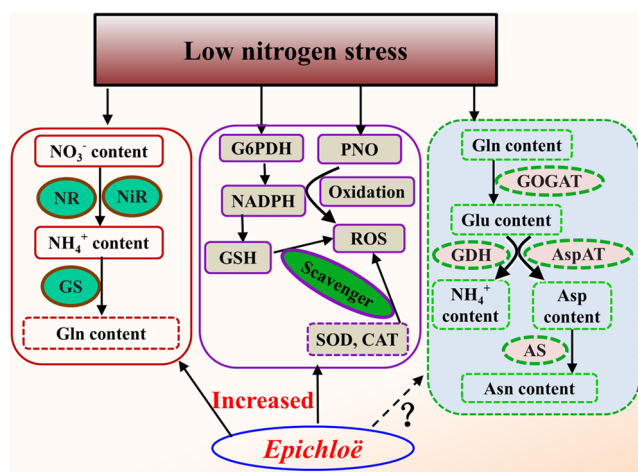 Low nitrogen stress
NO₃⁻ content
NR
NiR
NH₄⁺ content
GS
Gln content
G6PDH
PNO
NADPH
Oxidation
GSH
ROS
Scavenger
SOD, CAT
Gln content
GOGAT
Glu content
GDH
AspAT
NH₄⁺
content
Asp
content
AS
Asn content
Increased
?
Epichloë